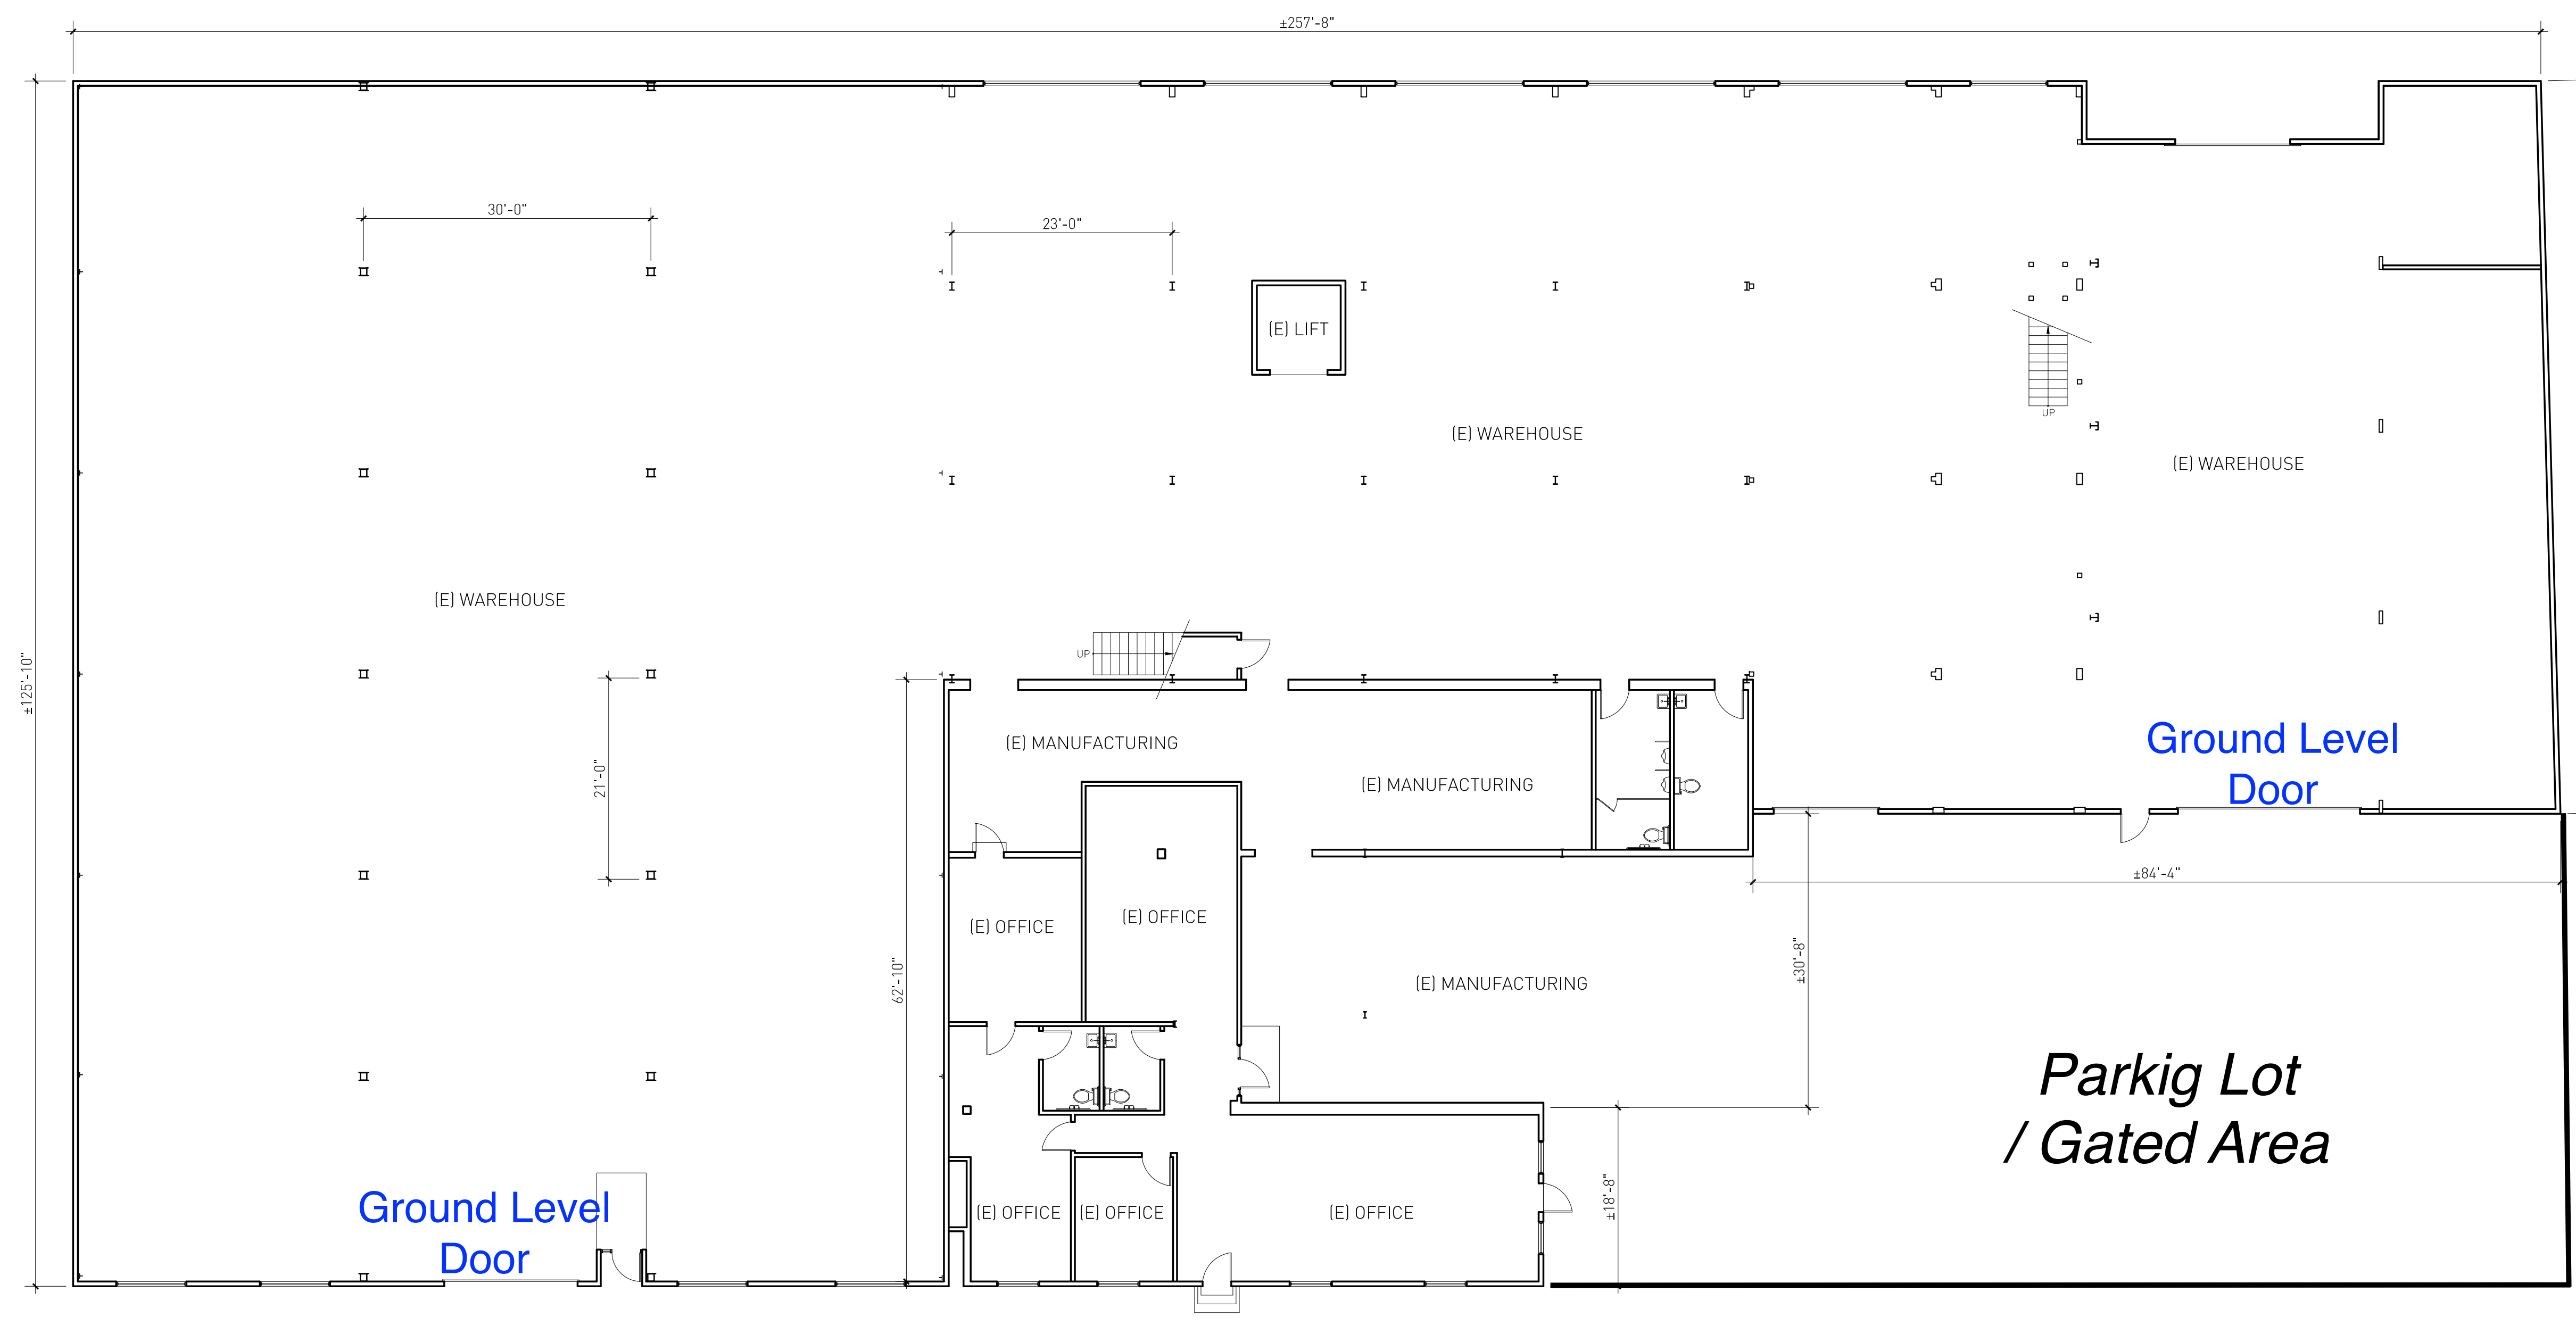 ±257'-8"
30'-0"
23'-0"
(E) LIFT
UP
(E) WAREHOUSE
(E) WAREHOUSE
(E) WAREHOUSE
UP
±125'-10"
21'-0"
(E) MANUFACTURING
(E) MANUFACTURING
Ground Level
Door
±84'-4"
(E) OFFICE
(E) OFFICE
62'-10"
±30'-8"
(E) MANUFACTURING
Parkig Lot
/ Gated Area
Ground Level
Door
(E) OFFICE
(E) OFFICE
(E) OFFICE
±18'-8"